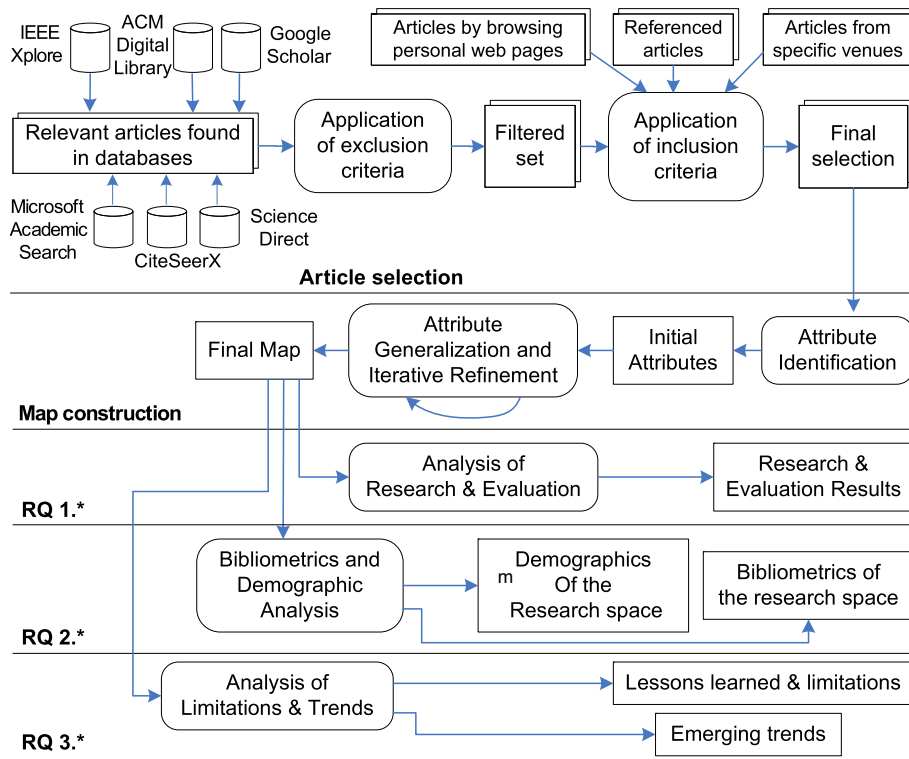 IEEE
Xplore
ACM
Digital
Library
Google
Scholar
Articles by browsing
personal web pages
Referenced
articles
Articles from
specific venues
Relevant articles found
in databases
Application
of exclusion
criteria
Filtered
set
Application
of inclusion
criteria
Final
selection
Microsoft
Academic
Search
CiteSeerX
Science
Direct
Article selection
Final Map
Attribute
Generalization and
Iterative Refinement
Initial
Attributes
Attribute
Identification
Map construction
Analysis of
Research & Evaluation
Research &
Evaluation Results
RQ 1.*
Bibliometrics and
Demographic
Analysis
m
Demographics
Of the
Research space
Bibliometrics of
the research space
RQ 2.*
Analysis of
Limitations & Trends
Lessons learned & limitations
Emerging trends
RQ 3.*